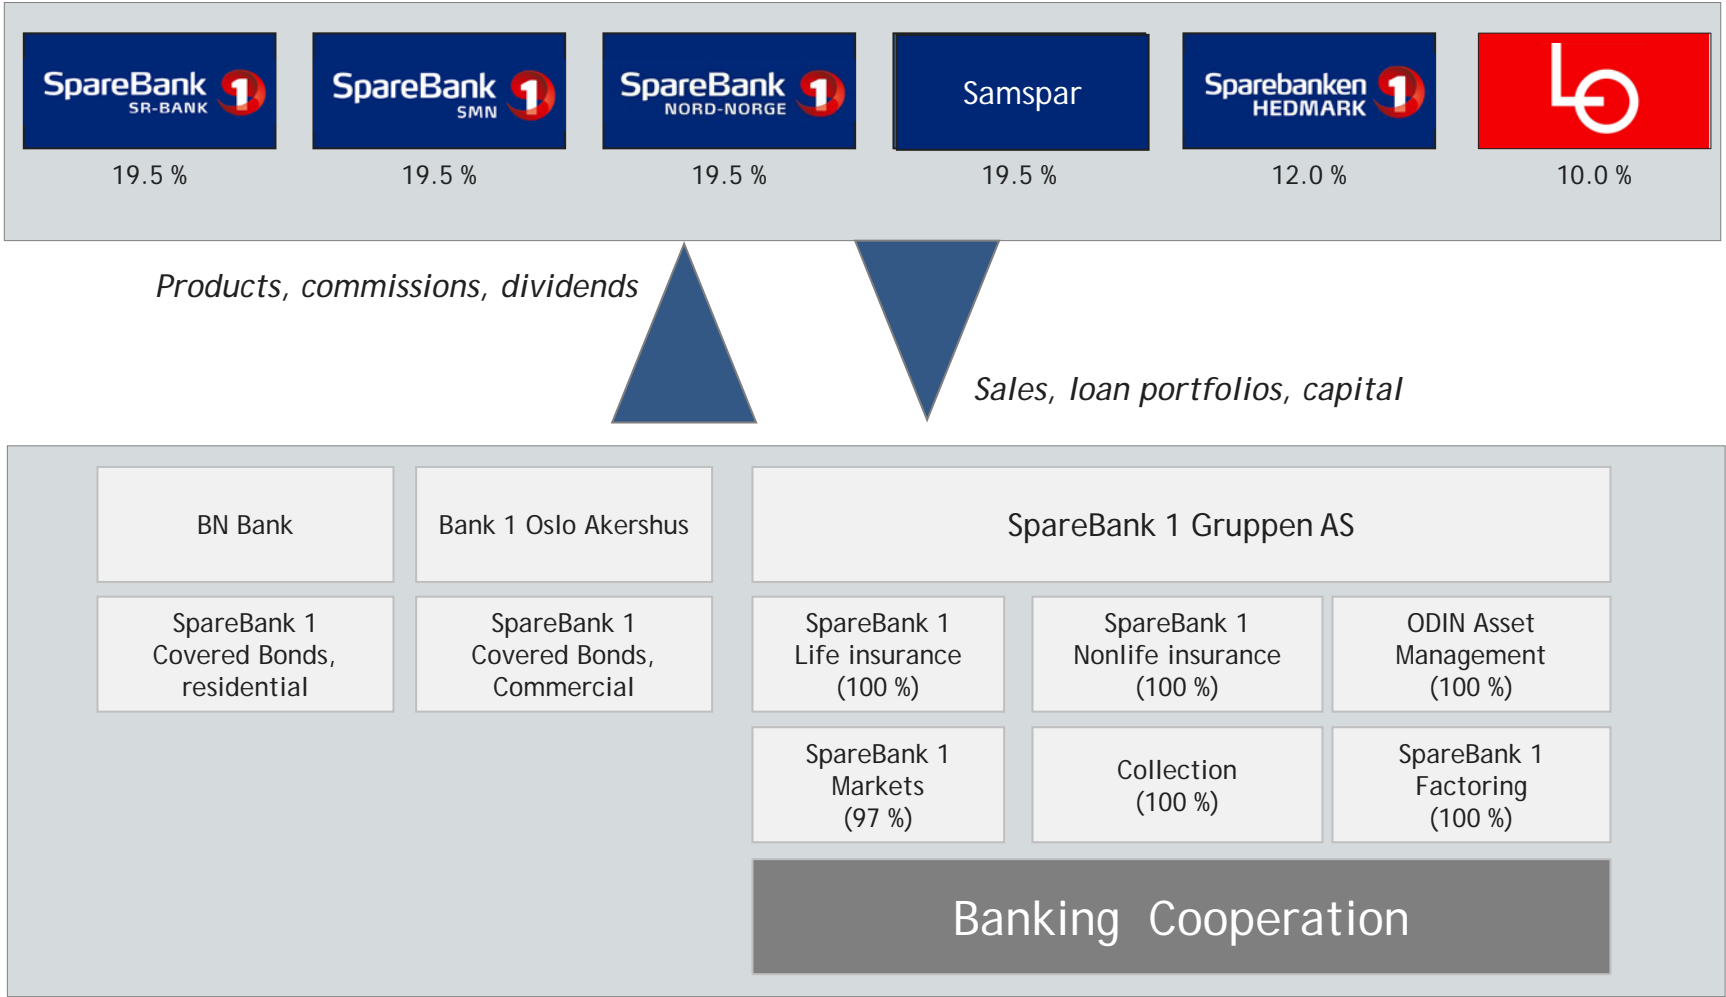 SpareBank 1
SR-BANK
SpareBank 1
SMN
SpareBank 1
NORD-NORGE
Samspar
Sparebanken 1
HEDMARK
LO
19.5 %
19.5 %
19.5 %
19.5 %
12.0 %
10.0 %
Products, commissions, dividends
Sales, loan portfolios, capital
BN Bank
Bank 1 Oslo Akershus
SpareBank 1 Gruppen AS
SpareBank 1
Covered Bonds,
residential
SpareBank 1
Covered Bonds,
Commercial
SpareBank 1
Life insurance
(100 %)
SpareBank 1
Nonlife insurance
(100 %)
ODIN Asset
Management
(100 %)
SpareBank 1
Markets
(97 %)
Collection
(100 %)
SpareBank 1
Factoring
(100 %)
Banking Cooperation